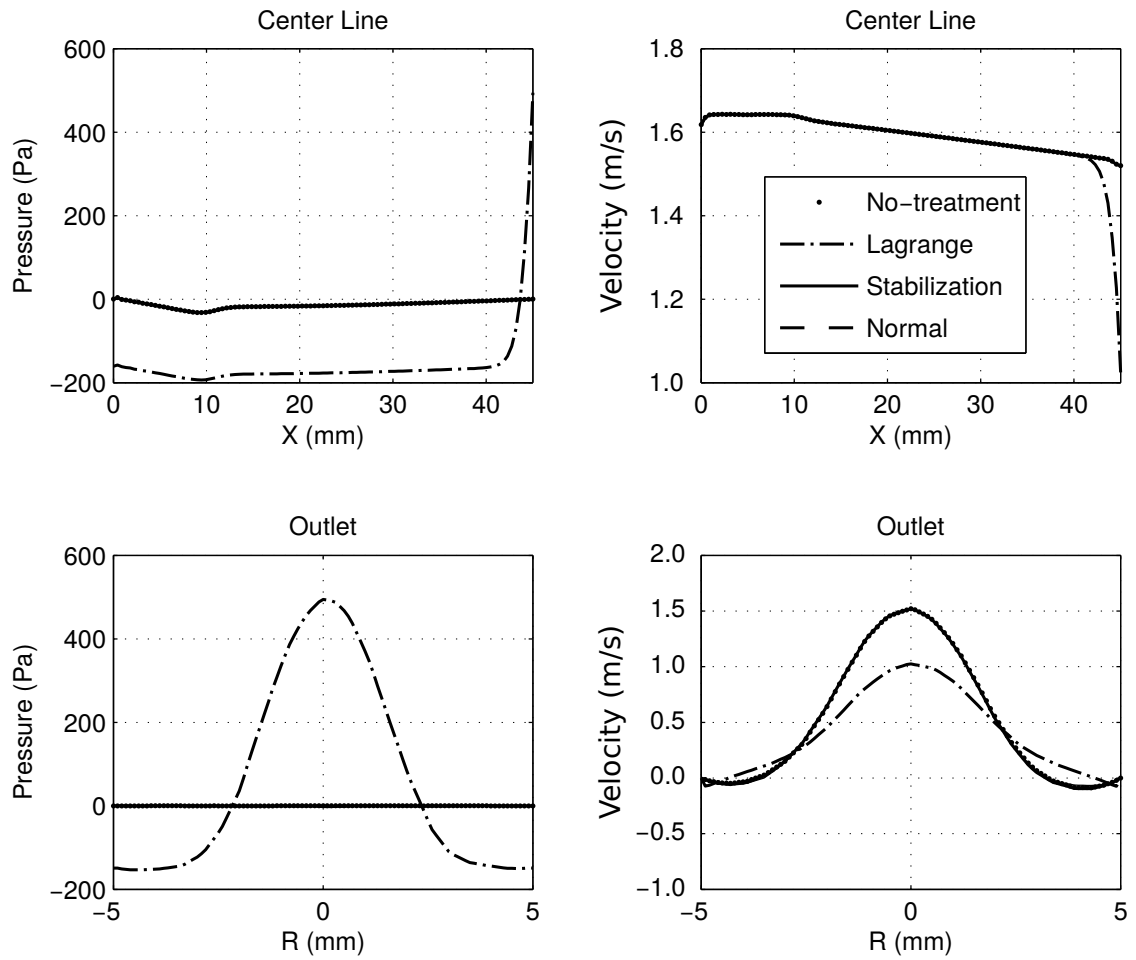 Center Line
600
400
200
0
−200
Pressure (Pa)
0 10 20 30 40
X (mm)
Center Line
1.8
1.6
1.4
1.2
1.0
Velocity (m/s)
No−treatment
Lagrange
Stabilization
Normal
0 10 20 30 40
X (mm)
Outlet
600
400
200
0
−200
Pressure (Pa)
−5 0 5
R (mm)
Outlet
2.0
1.5
1.0
0.5
0.0
−0.5
−1.0
Velocity (m/s)
−5 0 5
R (mm)